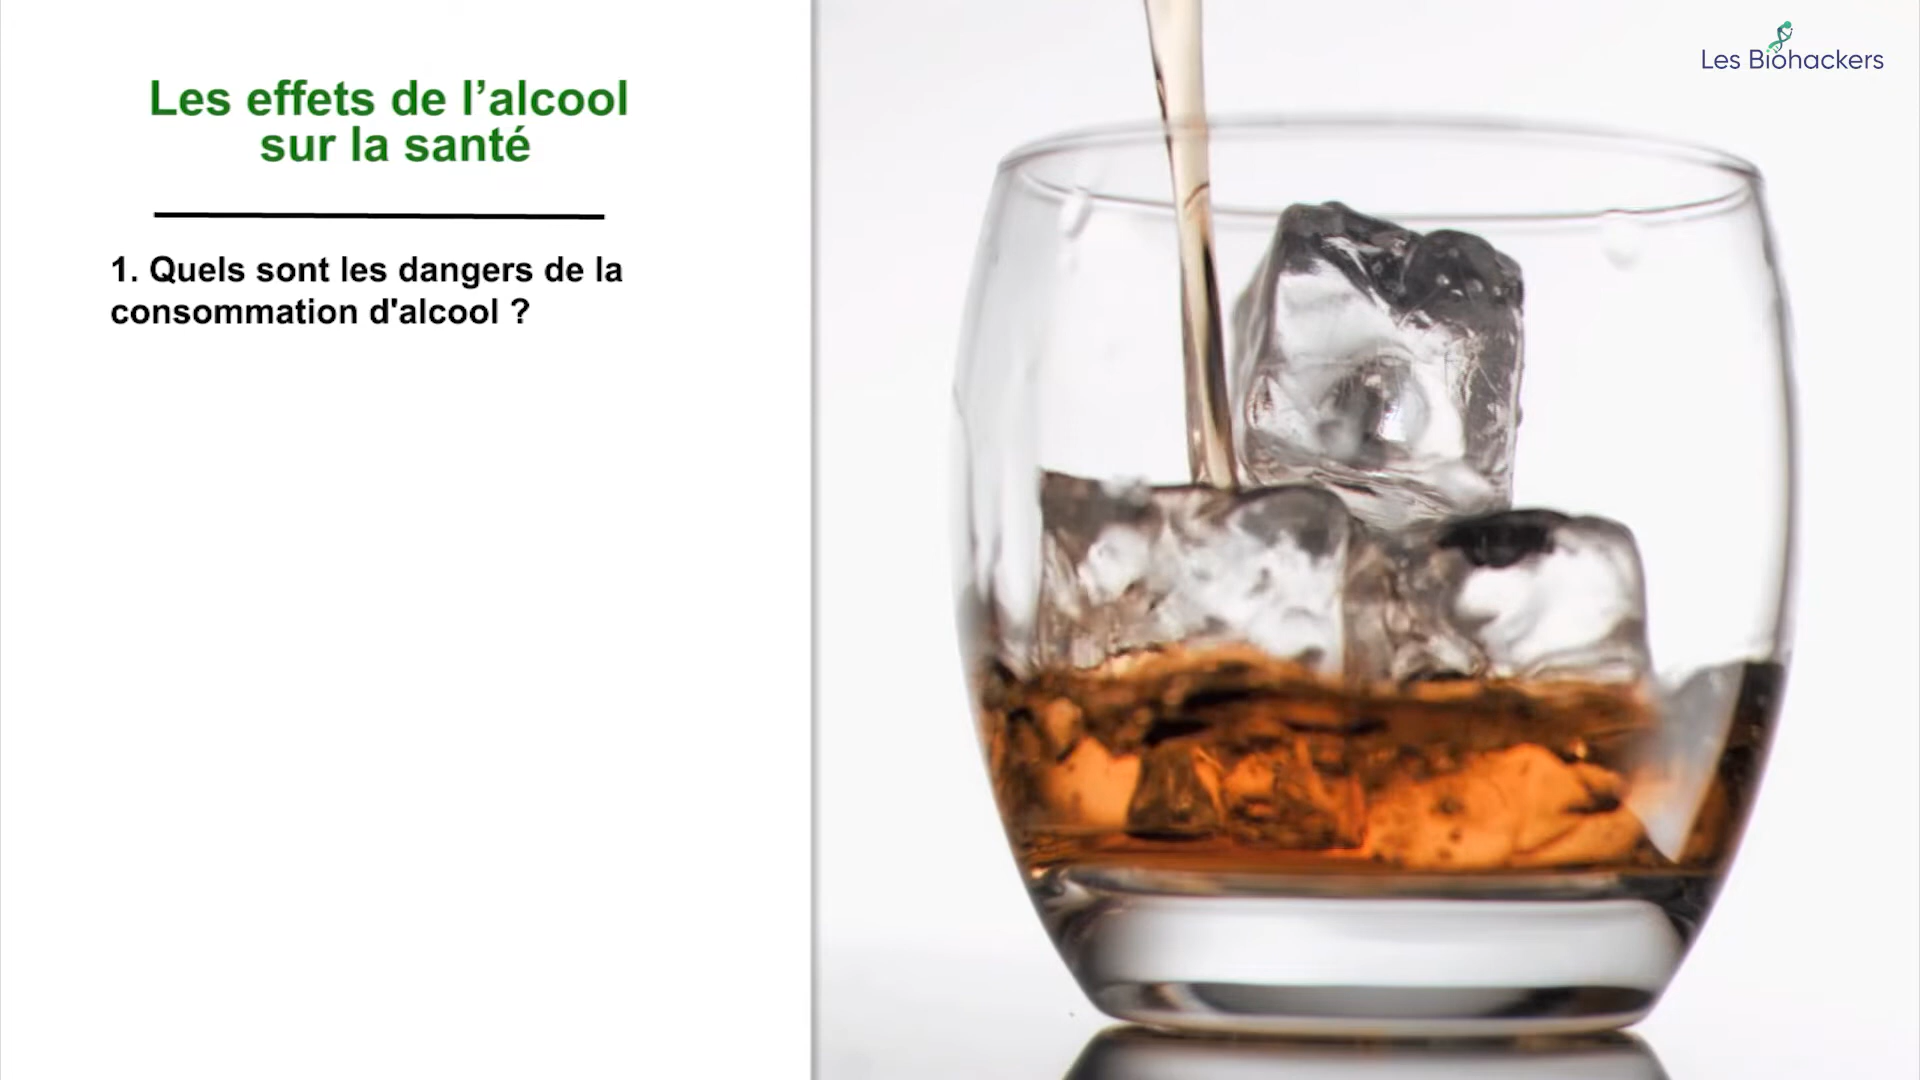 Les Biohackers
Les effets de l’alcool
sur la santé
1. Quels sont les dangers de la
consommation d'alcool ?